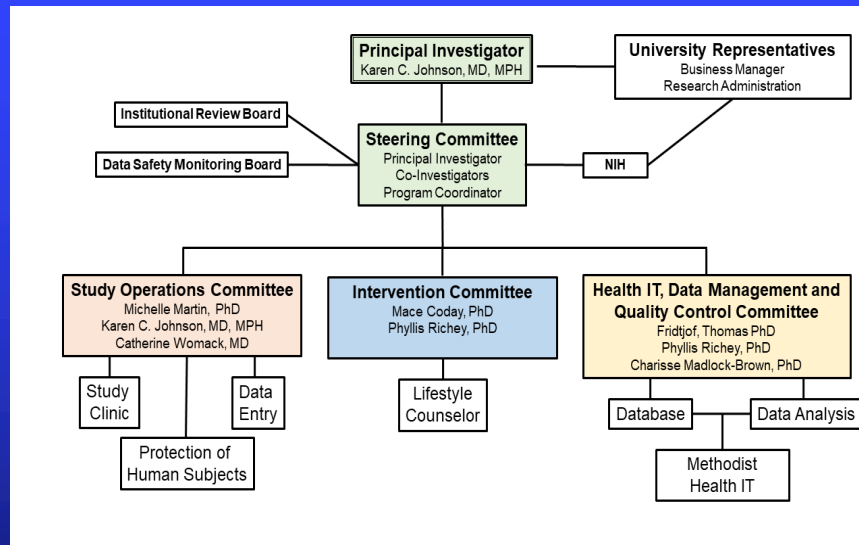 Principal Investigator
Karen C. Johnson, MD, MPH
University Representatives
Business Manager
Research Administration
Institutional Review Board
Data Safety Monitoring Board
Steering Committee
Principal Investigator
Co-Investigators
Program Coordinator
NIH
Study Operations Committee
Michelle Martin, PhD
Karen C. Johnson, MD, MPH
Catherine Womack, MD
Intervention Committee
Mace Coday, PhD
Phyllis Richey, PhD
Health IT, Data Management and
Quality Control Committee
Fridtjof, Thomas PhD
Phyllis Richey, PhD
Charisse Madlock-Brown, PhD
Study
Clinic
Data
Entry
Protection of
Human Subjects
Lifestyle
Counselor
Database
Data Analysis
Methodist
Health IT